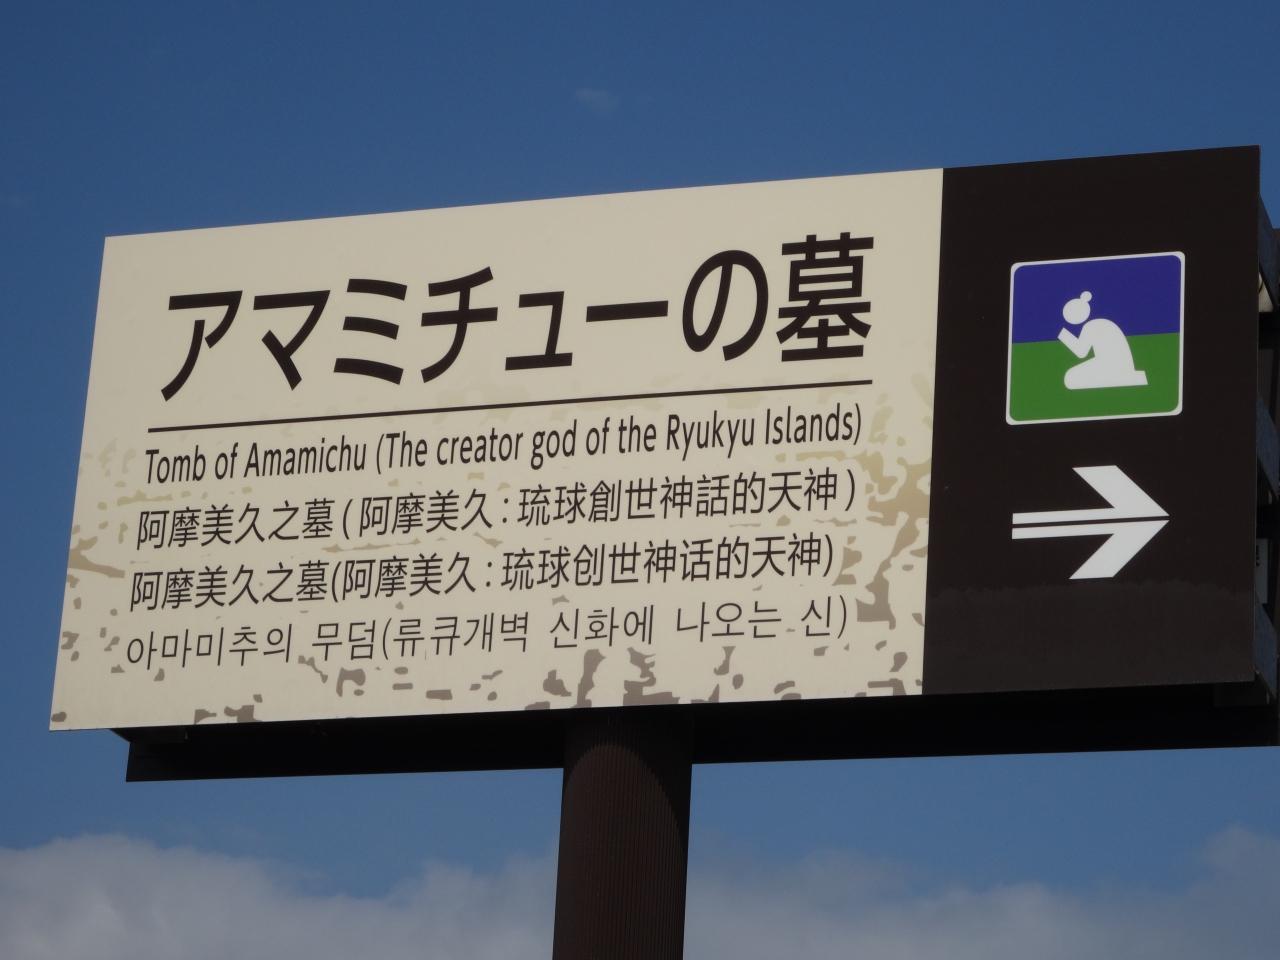 アマミチューの墓
Tomb of Amamichu (The creator god of the Ryukyu Islands)
阿摩美久之墓(阿摩美久:琉球創世神話的天神)
阿摩美久之墓(阿摩美久:琉球创世神话的天神)
아마미추의 무덤(류큐개벽 신화에 나오는 신)